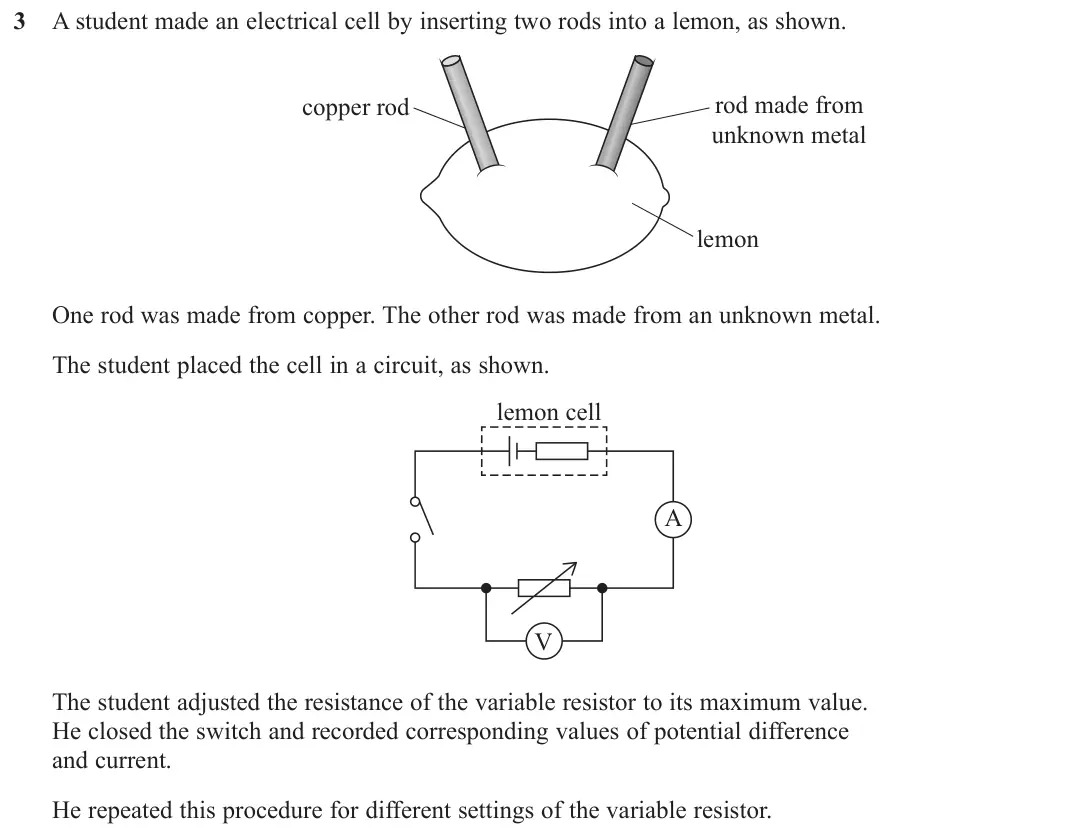 3 A student made an electrical cell by inserting two rods into a lemon, as shown.
copper rod
rod made from
unknown metal
lemon
One rod was made from copper. The other rod was made from an unknown metal.
The student placed the cell in a circuit, as shown.
lemon cell
A
V
The student adjusted the resistance of the variable resistor to its maximum value.
He closed the switch and recorded corresponding values of potential difference
and current.
He repeated this procedure for different settings of the variable resistor.